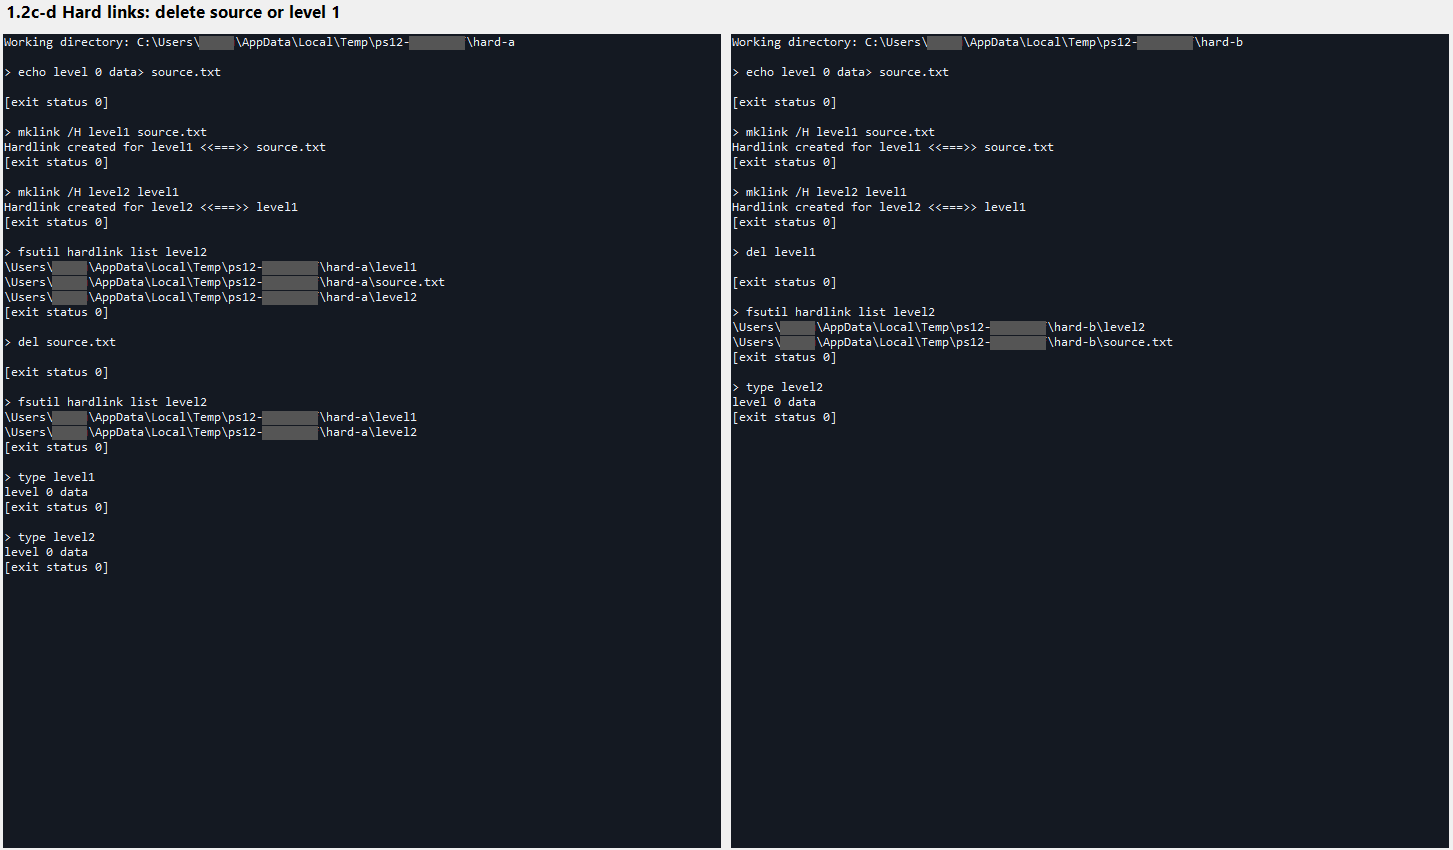 1.2c-d Hard links: delete source or level 1
Working directory: C:\Users\ \AppData\Local\Temp\ps12- \hard-a
> echo level 0 data> source.txt
[exit status 0]
> mklink /H level1 source.txt
Hardlink created for level1 <<===>> source.txt
[exit status 0]
> mklink /H level2 level1
Hardlink created for level2 <<===>> level1
[exit status 0]
> fsutil hardlink list level2
\Users\ \AppData\Local\Temp\ps12- \hard-a\level1
\Users\ \AppData\Local\Temp\ps12- \hard-a\source.txt
\Users\ \AppData\Local\Temp\ps12- \hard-a\level2
[exit status 0]
> del source.txt
[exit status 0]
> fsutil hardlink list level2
\Users\ \AppData\Local\Temp\ps12- \hard-a\level1
\Users\ \AppData\Local\Temp\ps12- \hard-a\level2
[exit status 0]
> type level1
level 0 data
[exit status 0]
> type level2
level 0 data
[exit status 0]
Working directory: C:\Users\ \AppData\Local\Temp\ps12- \hard-b
> echo level 0 data> source.txt
[exit status 0]
> mklink /H level1 source.txt
Hardlink created for level1 <<===>> source.txt
[exit status 0]
> mklink /H level2 level1
Hardlink created for level2 <<===>> level1
[exit status 0]
> del level1
[exit status 0]
> fsutil hardlink list level2
\Users\ \AppData\Local\Temp\ps12- \hard-b\level2
\Users\ \AppData\Local\Temp\ps12- \hard-b\source.txt
[exit status 0]
> type level2
level 0 data
[exit status 0]